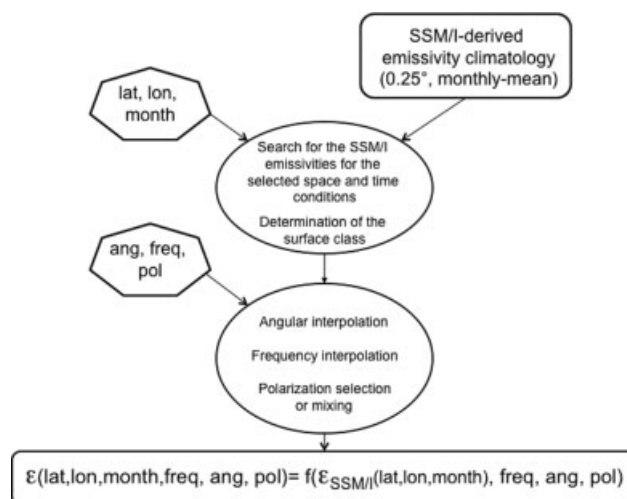 SSM/I-derived
emissivity climatology
(0.25°, monthly-mean)
lat, lon,
month
Search for the SSM/I
emissivities for the
selected space and time
conditions
Determination of the
surface class
ang, freq,
pol
Angular interpolation
Frequency interpolation
Polarization selection
or mixing
ε(lat,lon,month,freq, ang, pol)= f(ε_SSM/I(lat,lon,month), freq, ang, pol)